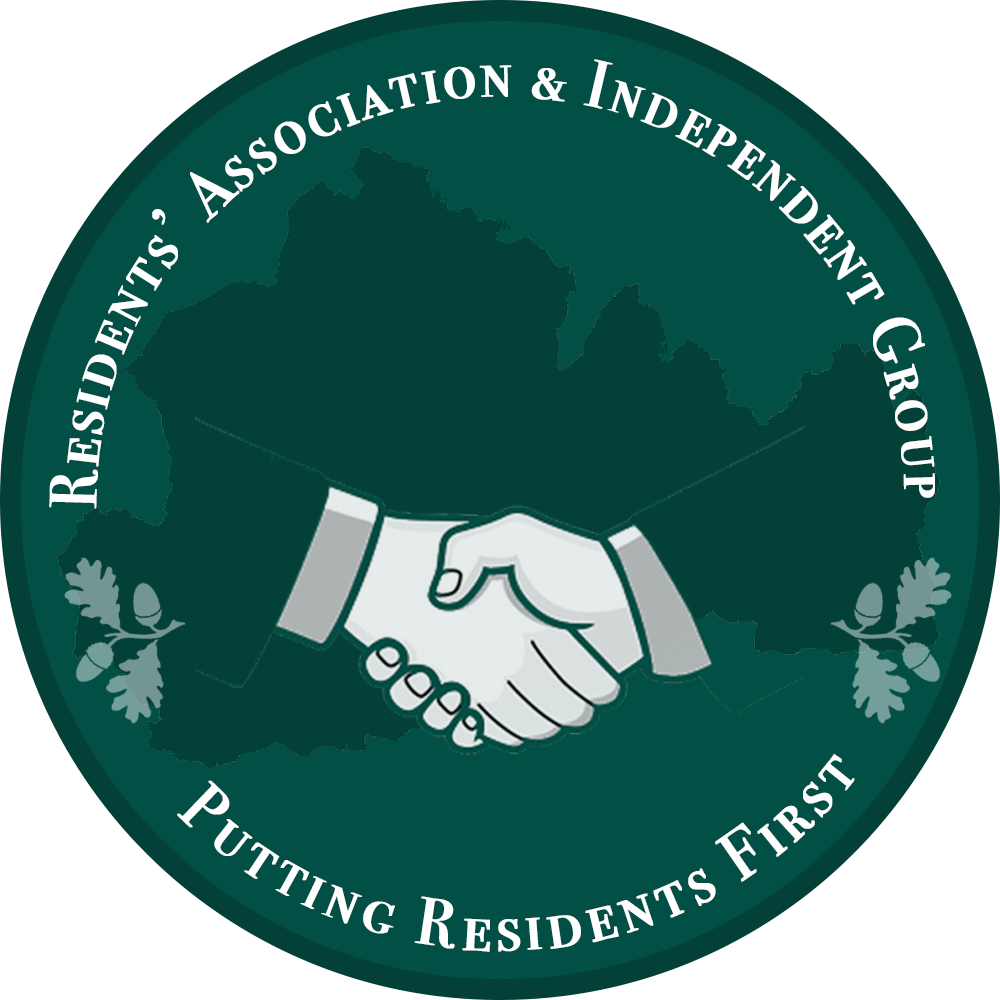 Residents' Association & Independent Group
Putting Residents First